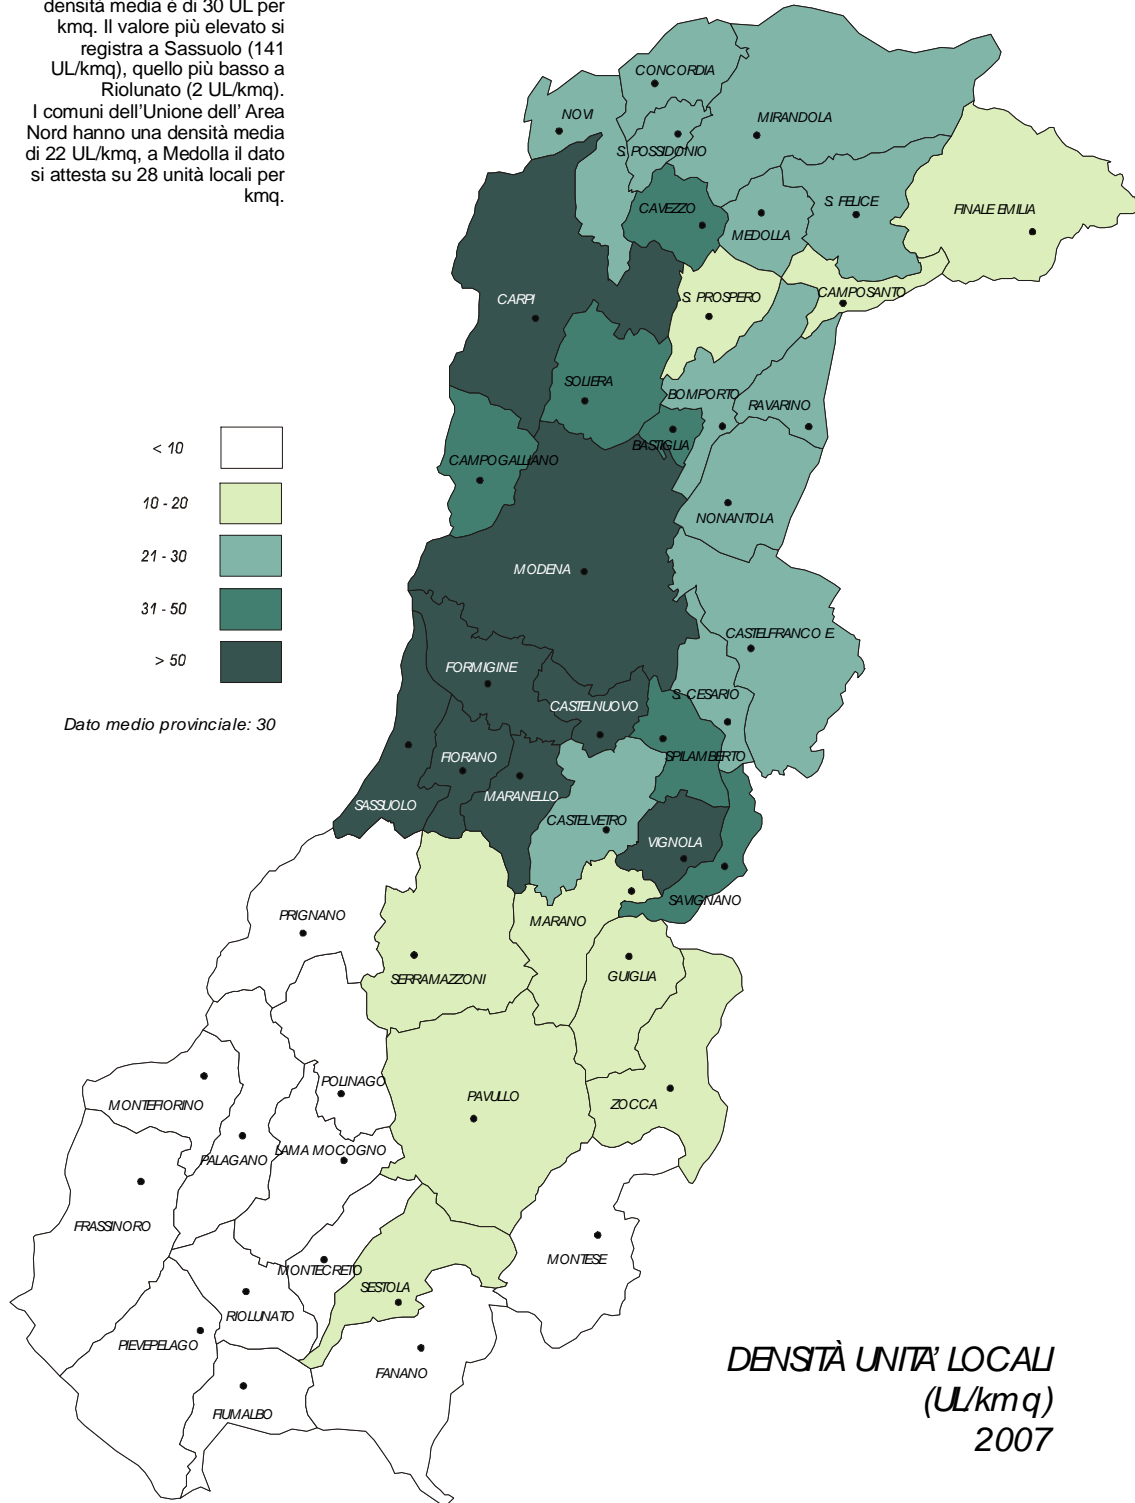 densità media è di 30 UL per
kmq. Il valore più elevato si
registra a Sassuolo (141
UL/kmq), quello più basso a
Riolunato (2 UL/kmq).
I comuni dell'Unione dell' Area
Nord hanno una densità media
di 22 UL/kmq, a Medolla il dato
si attesta su 28 unità locali per
kmq.
CONCORDIA
NOVI
MIRANDOLA
S. POSSIDONIO
CAVEZZO
MEDOLLA
S. FELICE
FINALE EMILIA
CARPI
S. PROSPERO
CAMPOSANTO
SOLIERA
BOMPORTO
RAVARINO
BASTIGLIA
CAMPOGALLIANO
NONANTOLA
MODENA
< 10
10 - 20
21 - 30
31 - 50
> 50
Dato medio provinciale: 30
CASTELFRANCO E.
FORMIGINE
CASTELNUOVO
S. CESARIO
FIORANO
SPILAMBERTO
MARANELLO
SASSUOLO
CASTELVETRO
VIGNOLA
SAVIGNANO
PRIGNANO
MARANO
SERRAMAZZONI
GUIGLIA
POLINAGO
MONTEFIORINO
PAVULLO
ZOCCA
PALAGANO
LAMA MOCOGNO
FRASSINORO
MONTESE
MONTECRETO
SESTOLA
RIOLUNATO
PIEVEPELAGO
FANANO
FIUMALBO
DENSITÀ UNITA' LOCALI
(UL/kmq)
2007